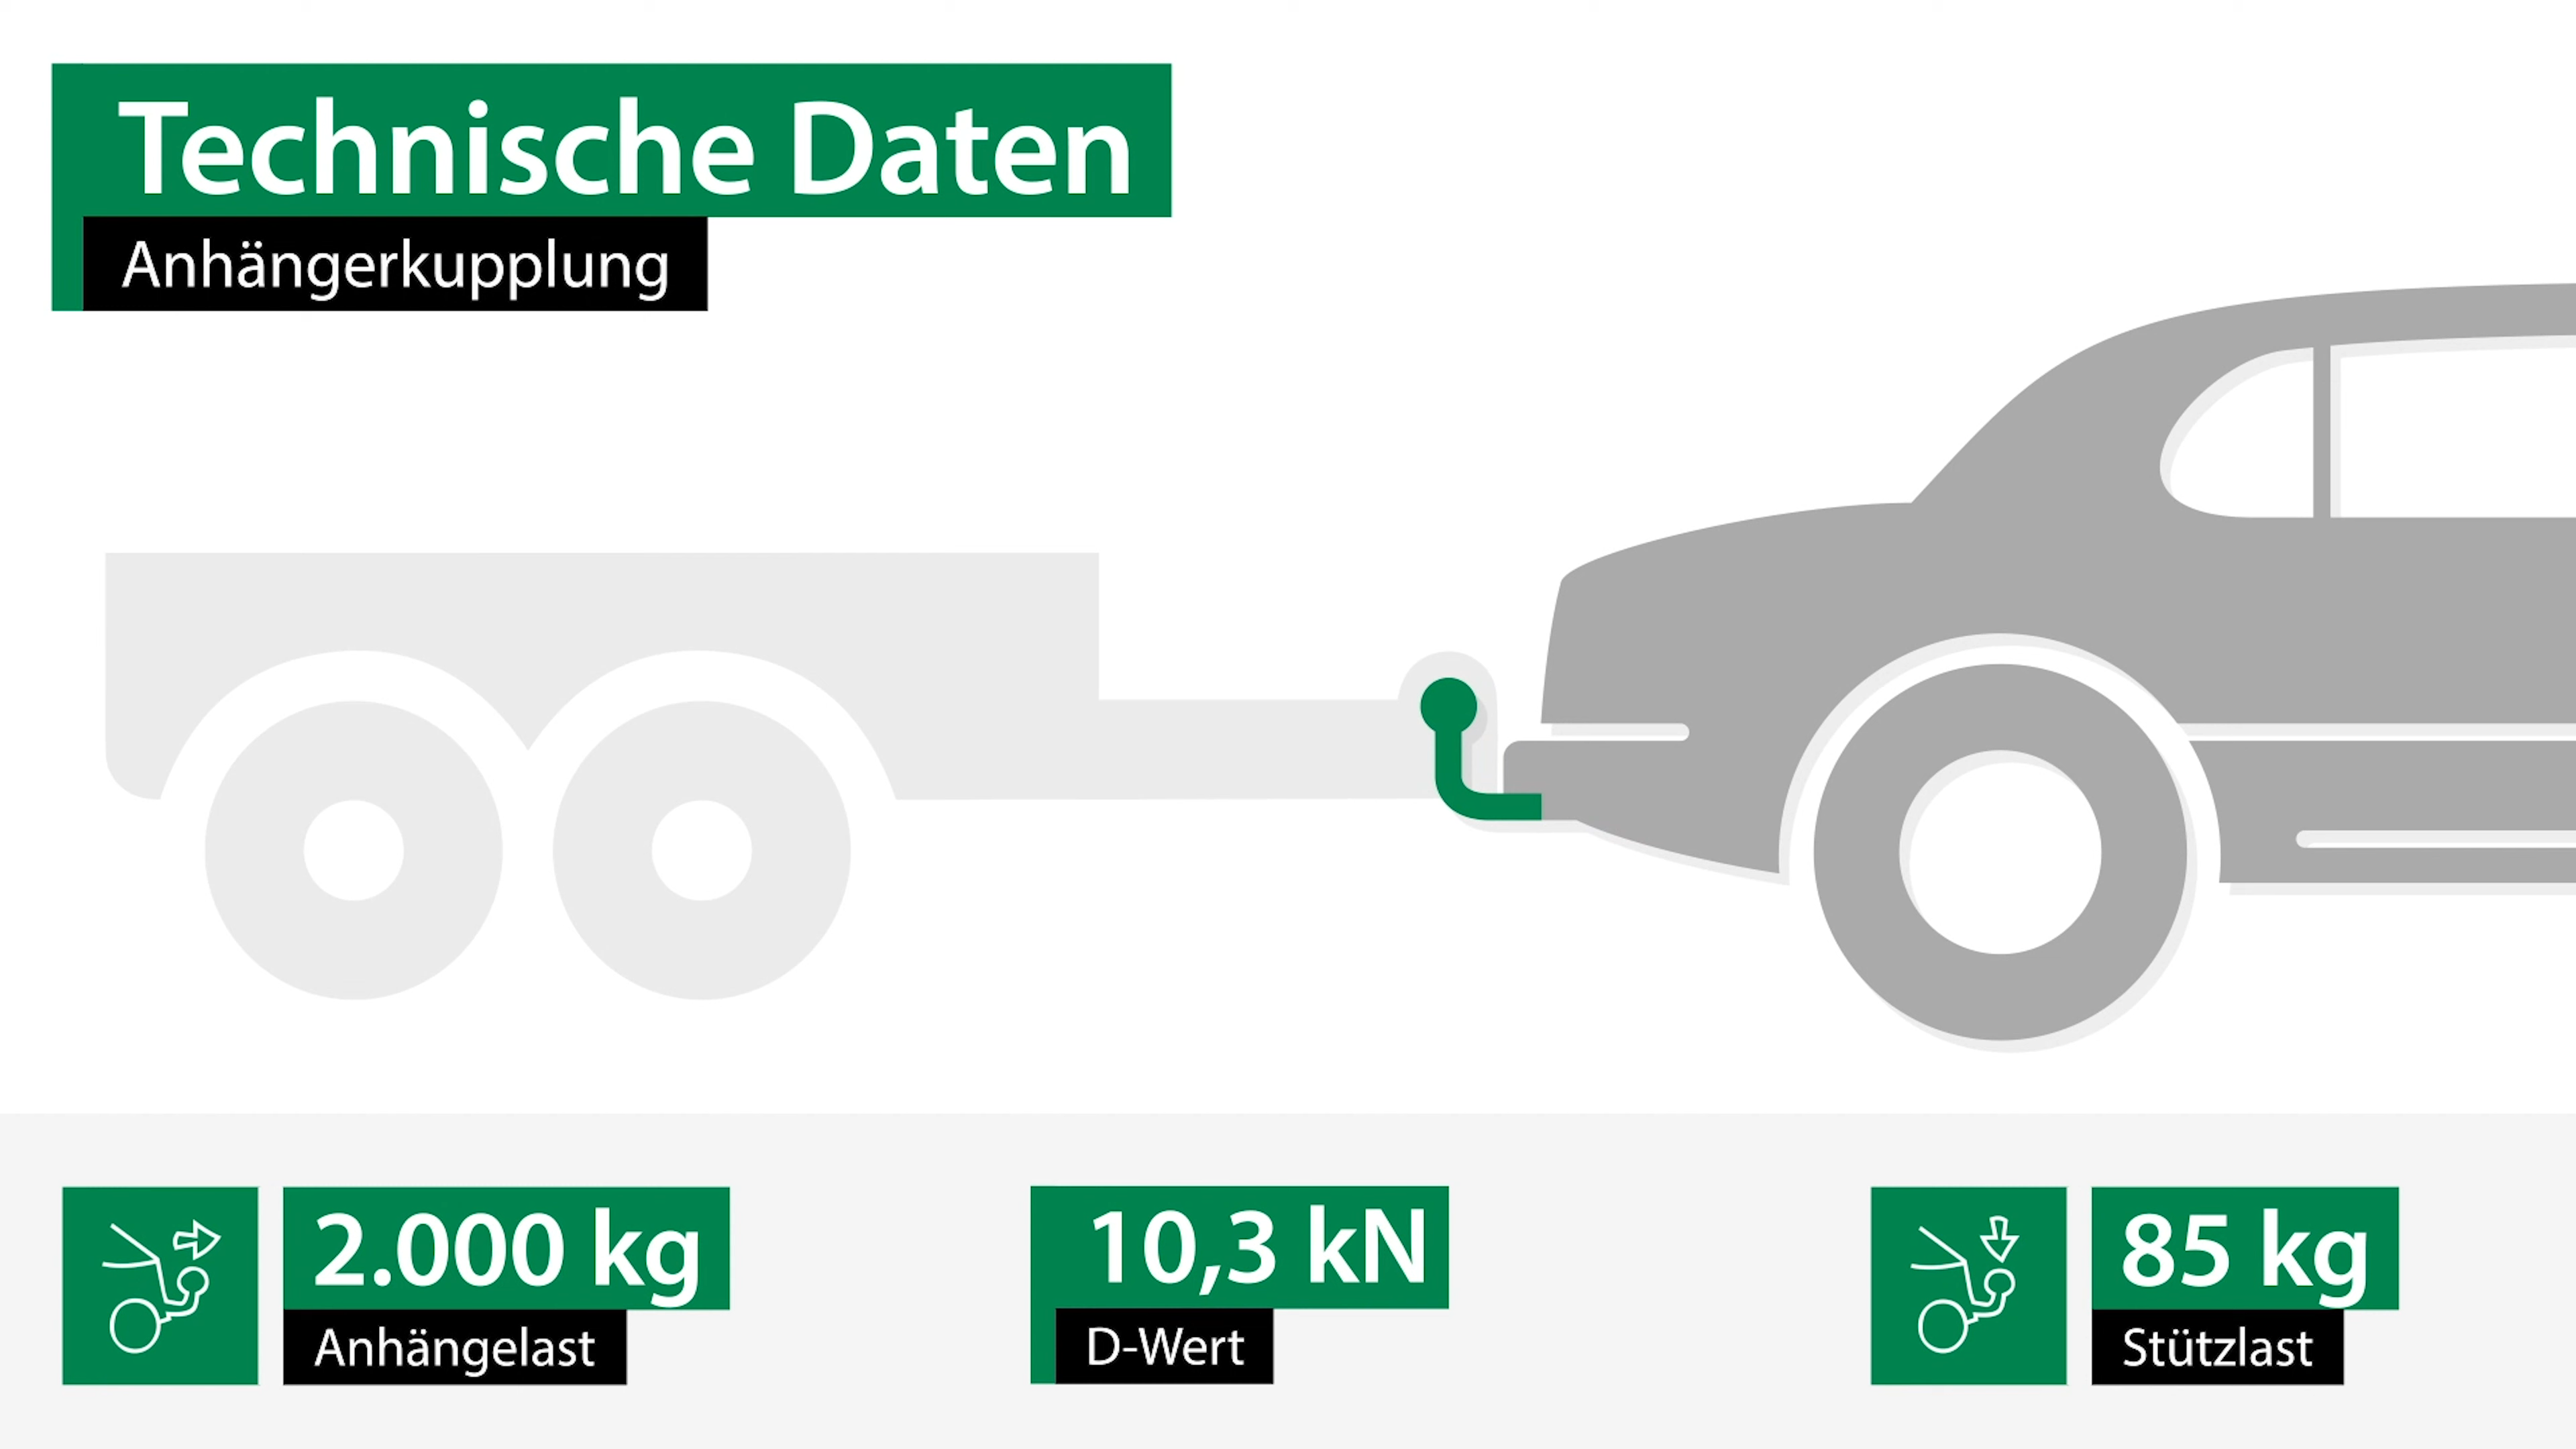 Technische Daten
Anhängerkupplung
2.000 kg
Anhängelast
10,3 kN
D-Wert
85 kg
Stützlast